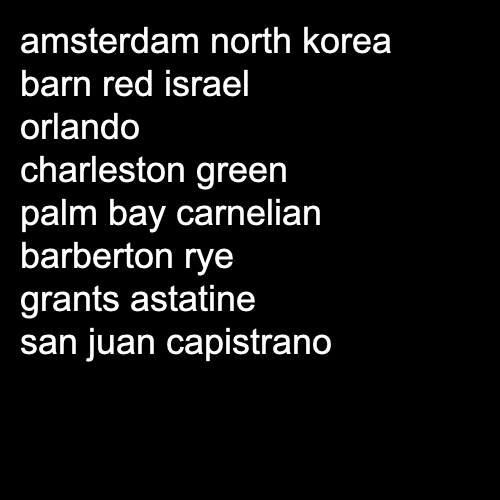 amsterdam north korea
barn red israel
orlando
charleston green
palm bay carnelian
barberton rye
grants astatine
san juan capistrano